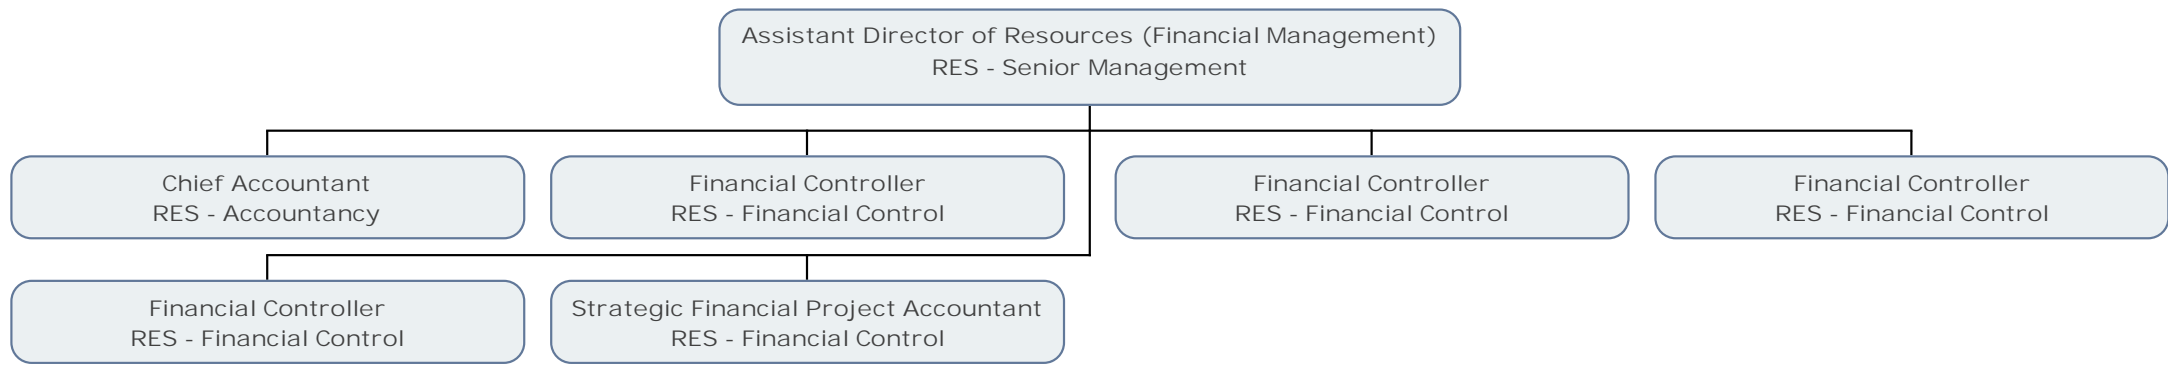 Assistant Director of Resources (Financial Management)
RES - Senior Management
Chief Accountant
RES - Accountancy
Financial Controller
RES - Financial Control
Financial Controller
RES - Financial Control
Financial Controller
RES - Financial Control
Financial Controller
RES - Financial Control
Strategic Financial Project Accountant
RES - Financial Control